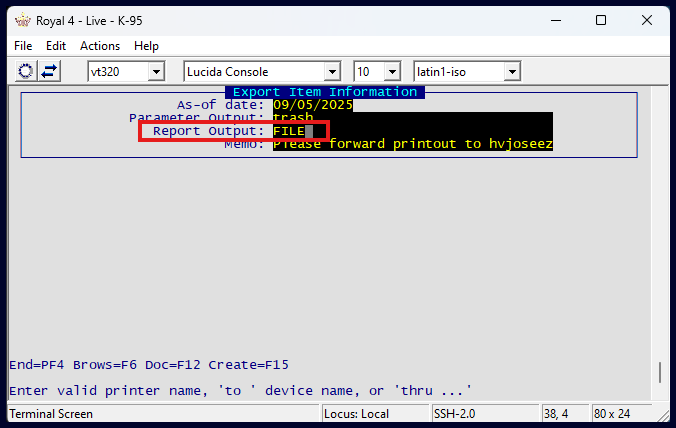 Royal 4 - Live - K-95
File Edit Actions Help
vt320 Lucida Console 10 latin1-iso
Export Item Information
As-of date: 09/05/2025
Parameter Output: trash
Report Output: FILE
Memo: Please forward printout to hvjoseez
End=PF4 Brows=F6 Doc=F12 Create=F15
Enter valid printer name, 'to ' device name, or 'thru ...'
Terminal Screen Locus: Local SSH-2.0 38, 4 80 x 24